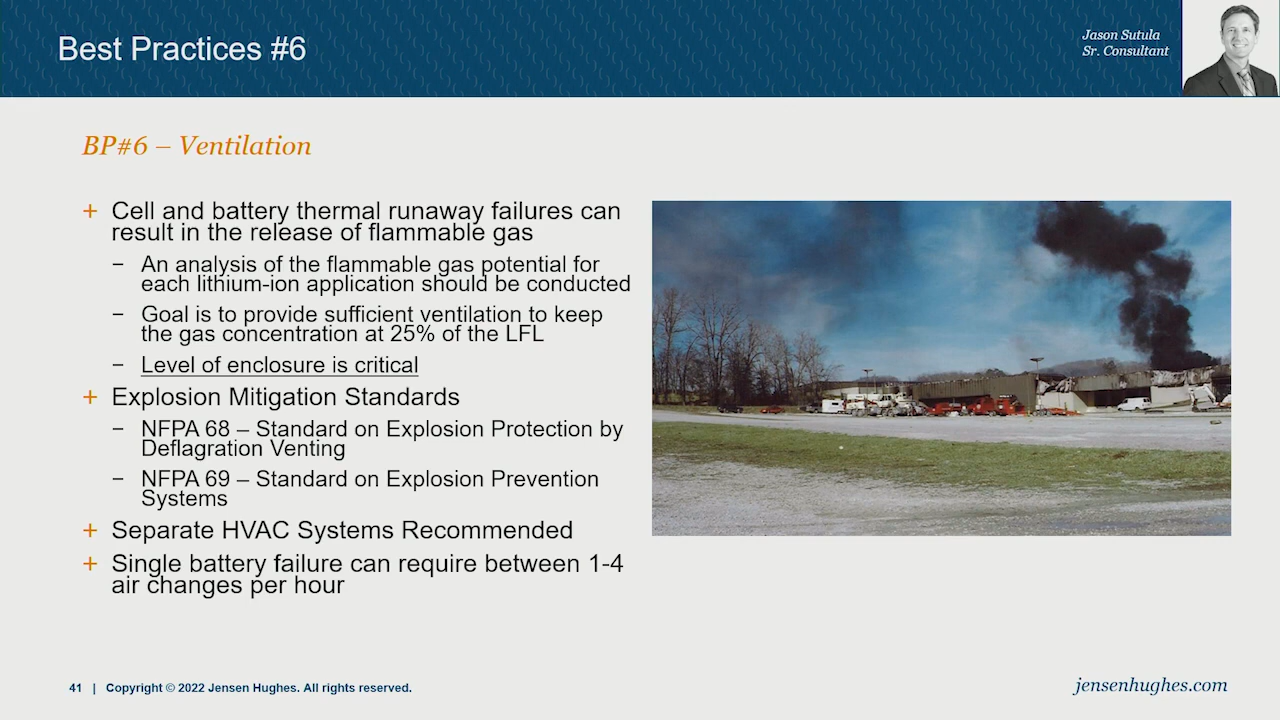 Best Practices #6
Jason Sutula
Sr. Consultant
BP#6 – Ventilation
+ Cell and battery thermal runaway failures can
result in the release of flammable gas
− An analysis of the flammable gas potential for
each lithium-ion application should be conducted
− Goal is to provide sufficient ventilation to keep
the gas concentration at 25% of the LFL
− Level of enclosure is critical
+ Explosion Mitigation Standards
− NFPA 68 – Standard on Explosion Protection by
Deflagration Venting
− NFPA 69 – Standard on Explosion Prevention
Systems
+ Separate HVAC Systems Recommended
+ Single battery failure can require between 1-4
air changes per hour
41 | Copyright © 2022 Jensen Hughes. All rights reserved.
jensenhughes.com